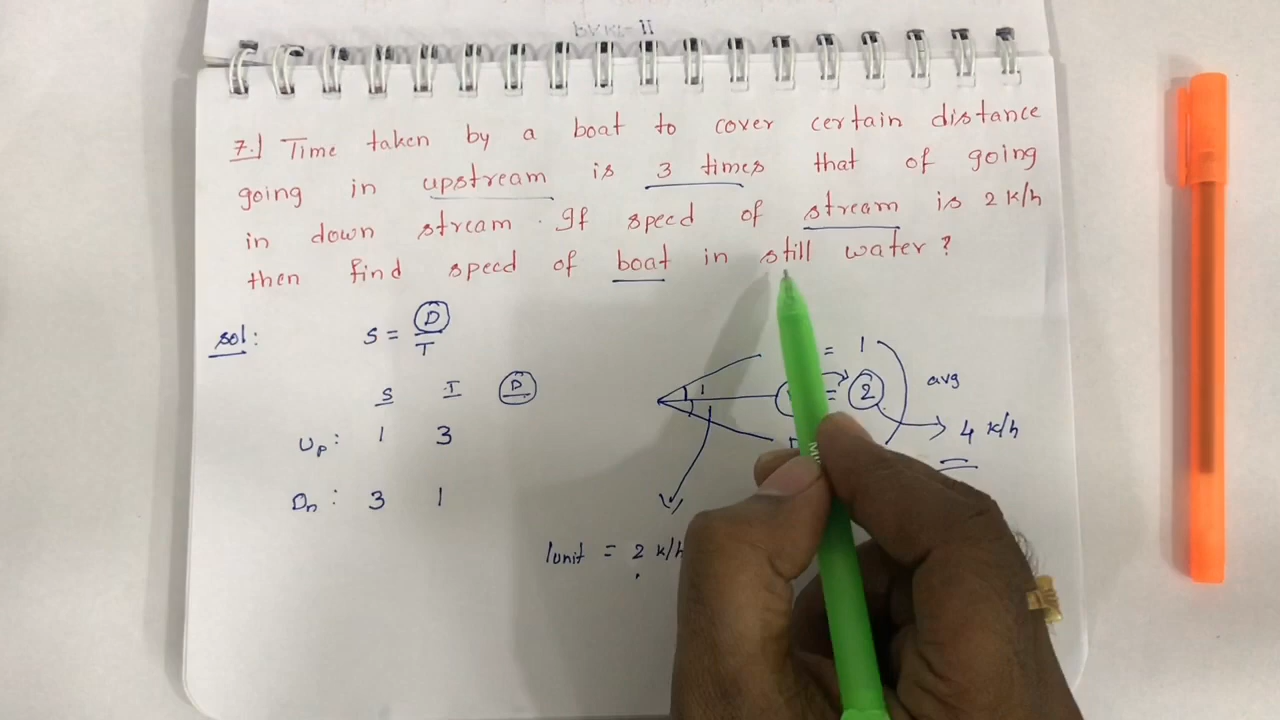 7.) Time taken by a boat to cover certain distance
going in upstream is 3 times that of going
in down stream. If speed of stream is 2 k/h
then find speed of boat in still water?
sol: S = D/T
S T D
Up: 1 3
Dn: 3 1
= 1
1 = 2 avg
4 k/h
1unit = 2 k/h